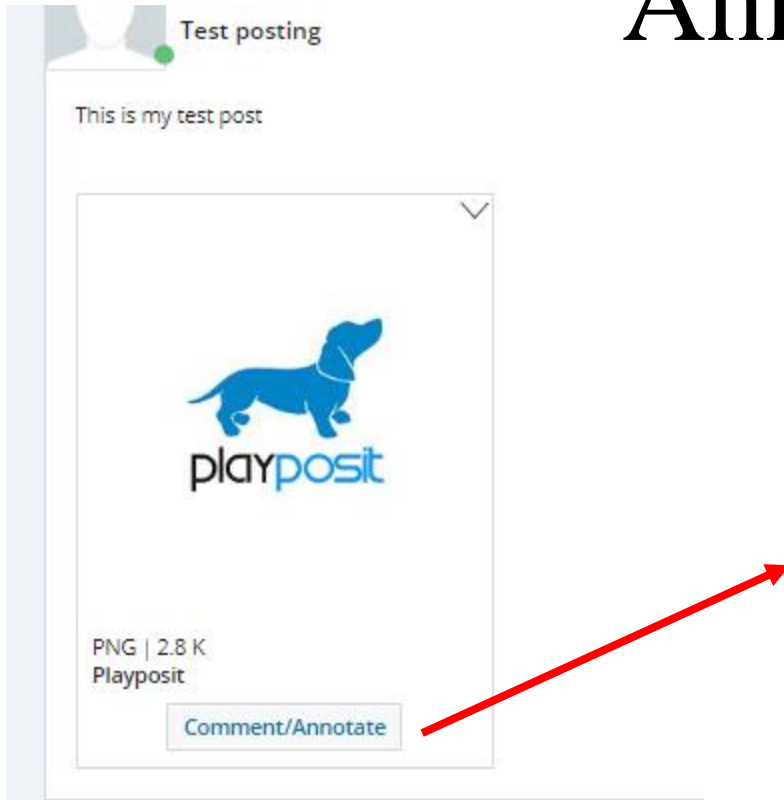 Test posting
This is my test post
playposit
PNG | 2.8 K
Playposit
Comment/Annotate